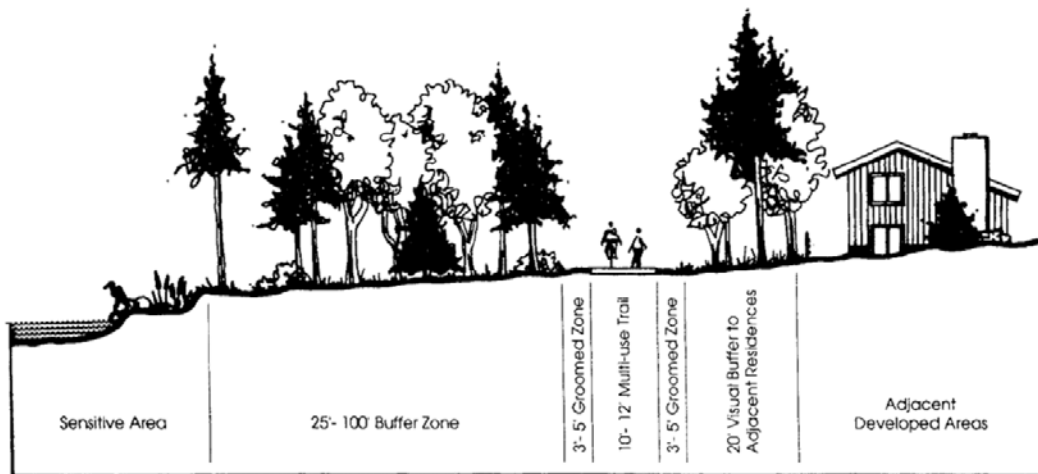 Sensitive Area
25'- 100' Buffer Zone
3'- 5' Groomed Zone
10'- 12' Multi-use Trail
3'- 5' Groomed Zone
20' Visual Buffer to
Adjacent Residences
Adjacent
Developed Areas